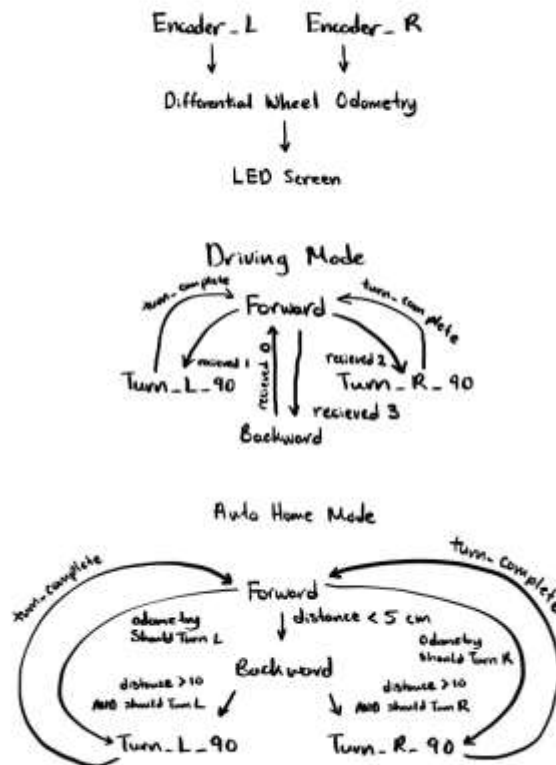 Encoder_L Encoder_R
Differential Wheel Odometry
LED Screen
Driving Mode
turn_complete
turn_complete
Forward
recieved 1
recieved 0
recieved 2
Turn_L_90
Turn_R_90
recieved 3
Backward
Auto Home Mode
turn_complete
turn_complete
Forward
odometry
Should Turn L
distance < 5 cm
odometry
should Turn R
Backward
distance >10
AND should Turn L
distance >10
AND should Turn R
Turn_L_90
Turn_R_90